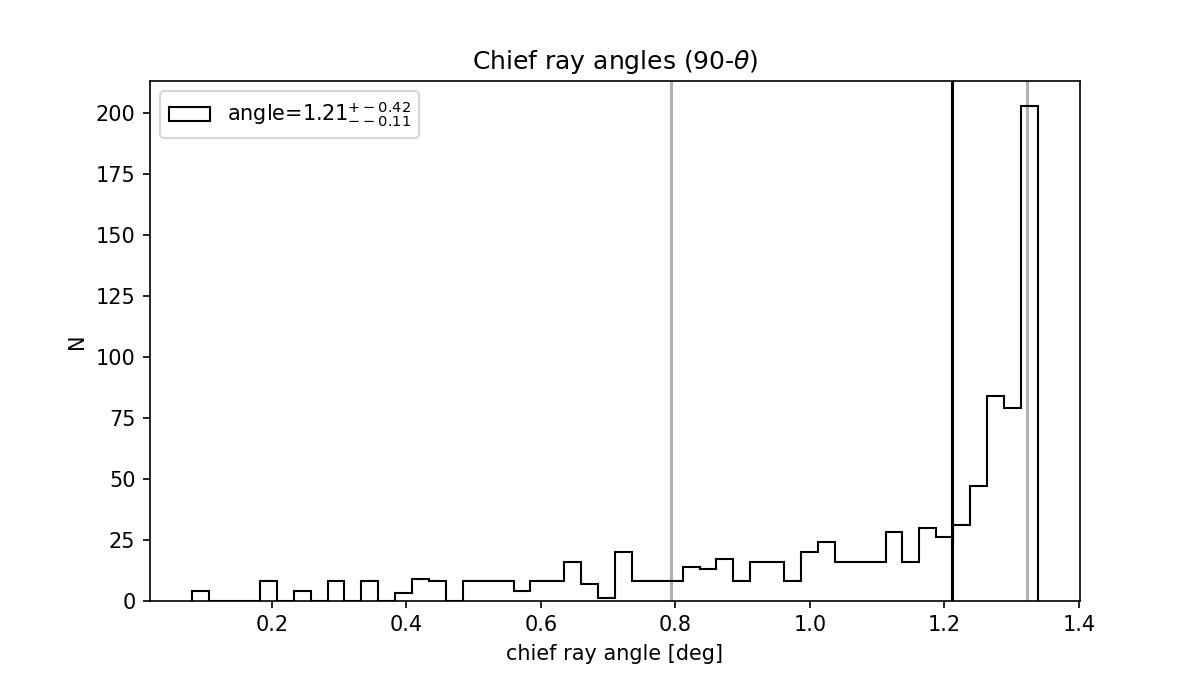 Chief ray angles (90-θ)
angle=1.21^{+−0.42}_{−−0.11}
N
200
175
150
125
100
75
50
25
0
0.2 0.4 0.6 0.8 1.0 1.2 1.4
chief ray angle [deg]